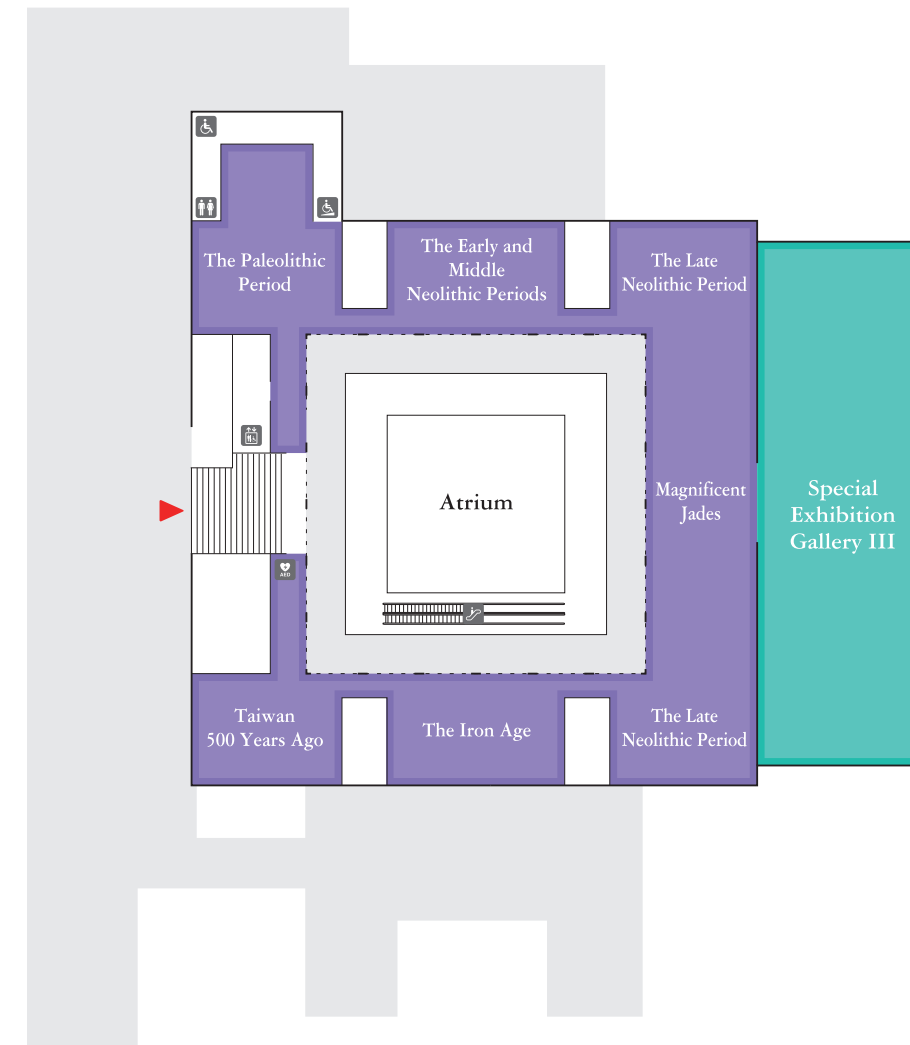 The Paleolithic
Period
The Early and
Middle
Neolithic Periods
The Late
Neolithic Period
Atrium
Magnificent
Jades
Special
Exhibition
Gallery III
AED
Taiwan
500 Years Ago
The Iron Age
The Late
Neolithic Period